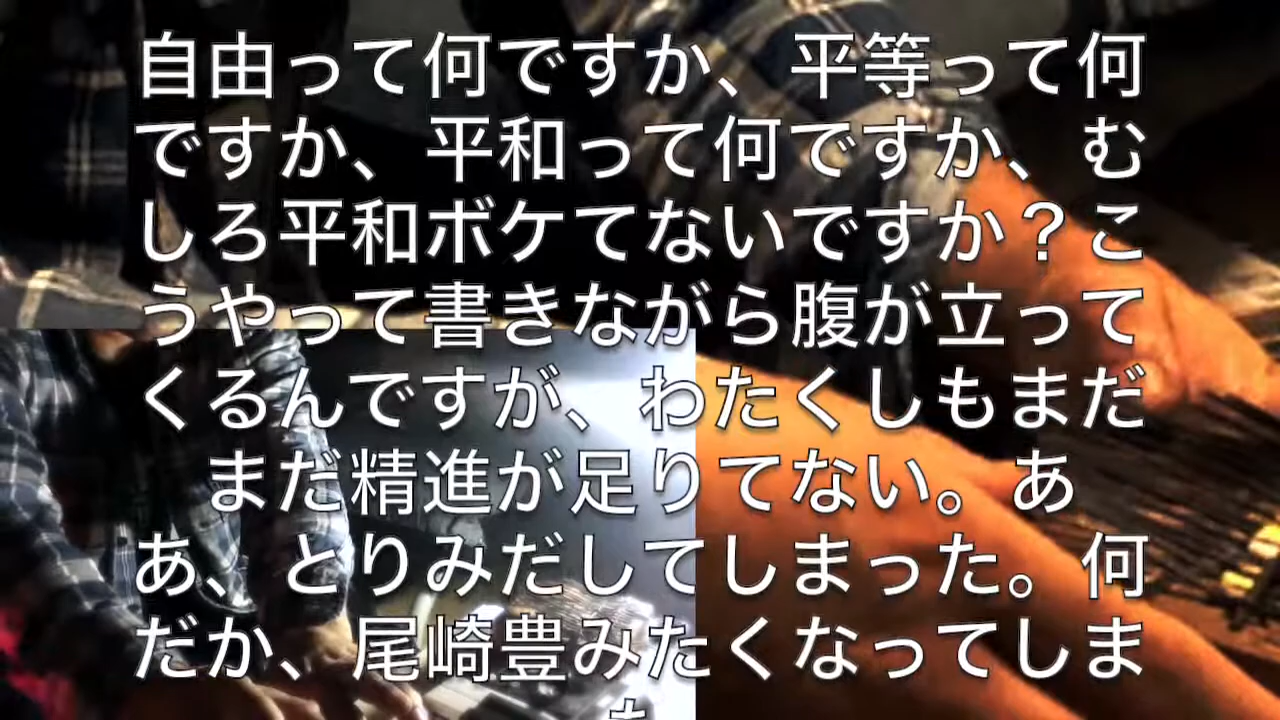 自由って何ですか、平等って何
ですか、平和って何ですか、む
しろ平和ボケてないですか？こ
うやって書きながら腹が立って
くるんですが、わたくしもまだ
まだ精進が足りてない。あ
あ、とりみだしてしまった。何
だか、尾崎豊みたくなってしま